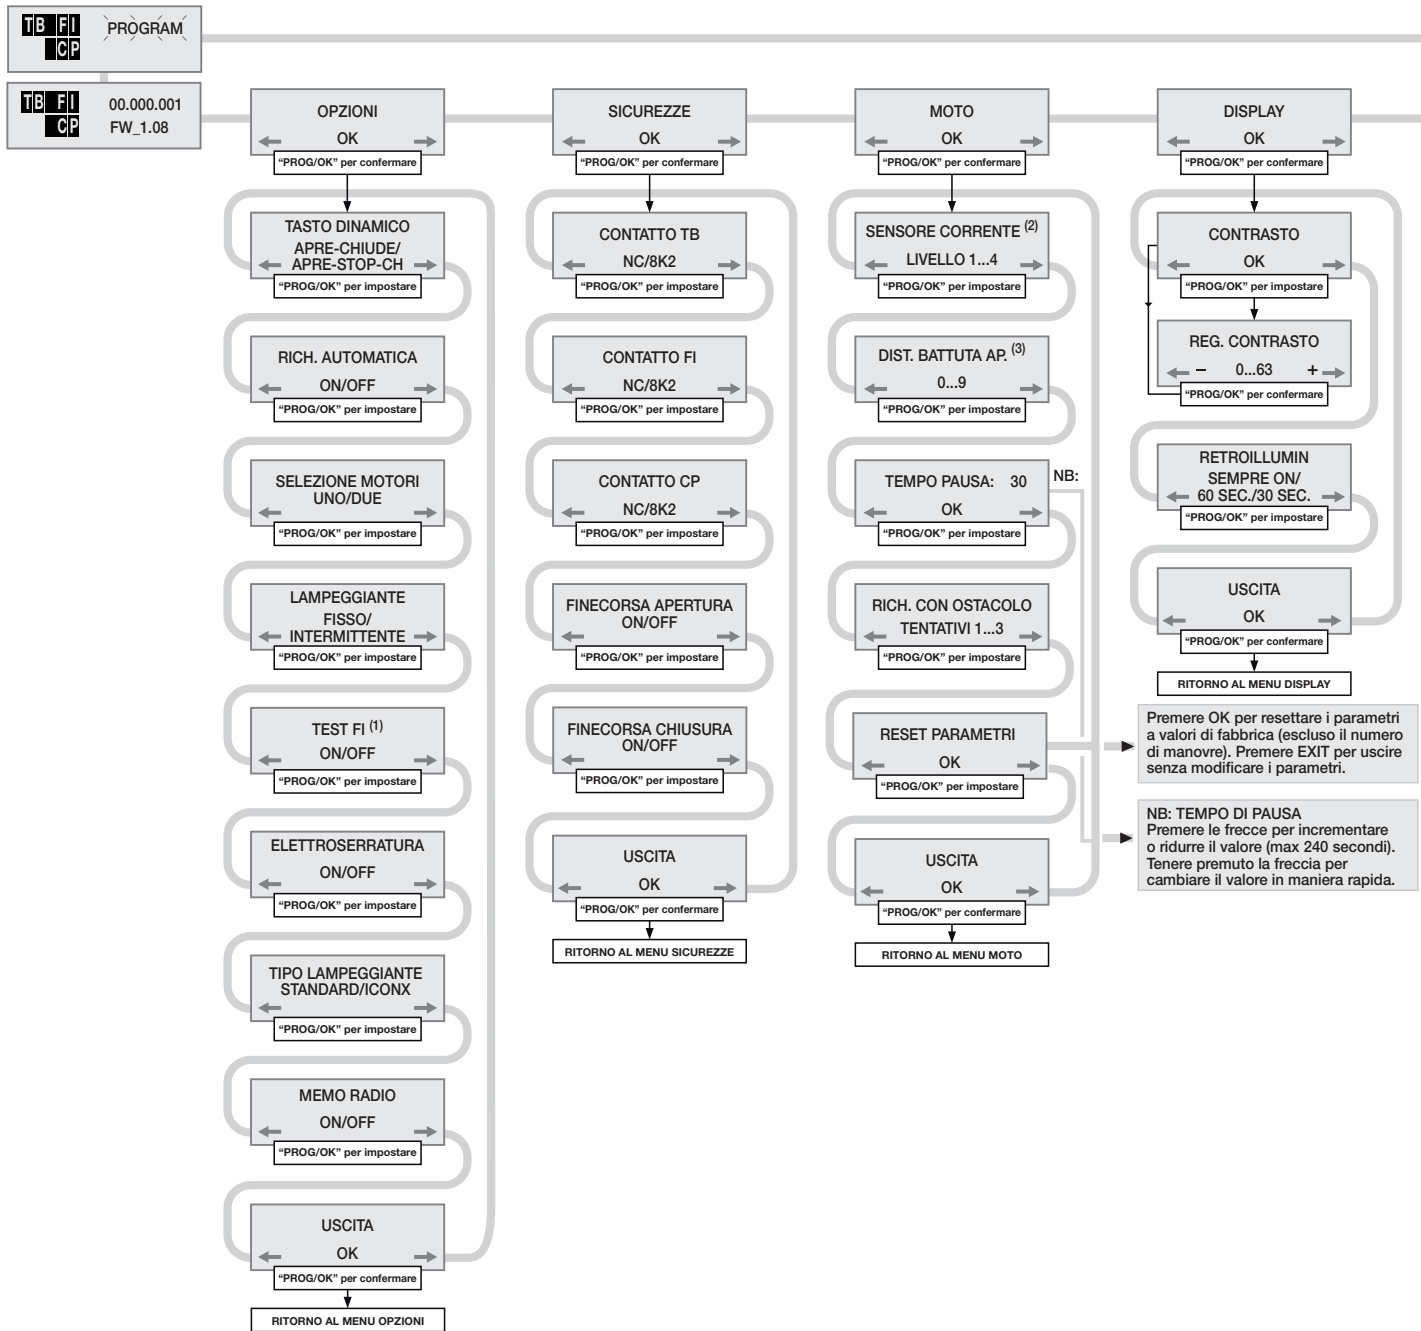 TB FI
CP
PROGRAM
TB FI
CP
00.000.001
FW_1.08
OPZIONI
OK
"PROG/OK" per confermare
TASTO DINAMICO
APRE-CHIUDE/
APRE-STOP-CH
"PROG/OK" per impostare
RICH. AUTOMATICA
ON/OFF
"PROG/OK" per impostare
SELEZIONE MOTORI
UNO/DUE
"PROG/OK" per impostare
LAMPEGGIANTE
FISSO/
INTERMITTENTE
"PROG/OK" per impostare
TEST FI (1)
ON/OFF
"PROG/OK" per impostare
ELETTROSERRATURA
ON/OFF
"PROG/OK" per impostare
TIPO LAMPEGGIANTE
STANDARD/ICONX
"PROG/OK" per impostare
MEMO RADIO
ON/OFF
"PROG/OK" per impostare
USCITA
OK
"PROG/OK" per confermare
RITORNO AL MENU OPZIONI
SICUREZZE
OK
"PROG/OK" per confermare
CONTATTO TB
NC/8K2
"PROG/OK" per impostare
CONTATTO FI
NC/8K2
"PROG/OK" per impostare
CONTATTO CP
NC/8K2
"PROG/OK" per impostare
FINECORSA APERTURA
ON/OFF
"PROG/OK" per impostare
FINECORSA CHIUSURA
ON/OFF
"PROG/OK" per impostare
USCITA
OK
"PROG/OK" per confermare
RITORNO AL MENU SICUREZZE
MOTO
OK
"PROG/OK" per confermare
SENSORE CORRENTE (2)
LIVELLO 1...4
"PROG/OK" per impostare
DIST. BATTUTA AP. (3)
0...9
"PROG/OK" per impostare
TEMPO PAUSA: 30
OK
"PROG/OK" per impostare
NB:
RICH. CON OSTACOLO
TENTATIVI 1...3
"PROG/OK" per impostare
RESET PARAMETRI
OK
"PROG/OK" per impostare
USCITA
OK
"PROG/OK" per confermare
RITORNO AL MENU MOTO
DISPLAY
OK
"PROG/OK" per confermare
CONTRASTO
OK
"PROG/OK" per impostare
REG. CONTRASTO
– 0...63 +
"PROG/OK" per confermare
RETROILLUMIN
SEMPRE ON/
60 SEC./30 SEC.
"PROG/OK" per impostare
USCITA
OK
"PROG/OK" per confermare
RITORNO AL MENU DISPLAY
Premere OK per resettare i parametri
a valori di fabbrica (escluso il numero
di manovre). Premere EXIT per uscire
senza modificare i parametri.
NB: TEMPO DI PAUSA
Premere le frecce per incrementare
o ridurre il valore (max 240 secondi).
Tenere premuto la freccia per
cambiare il valore in maniera rapida.